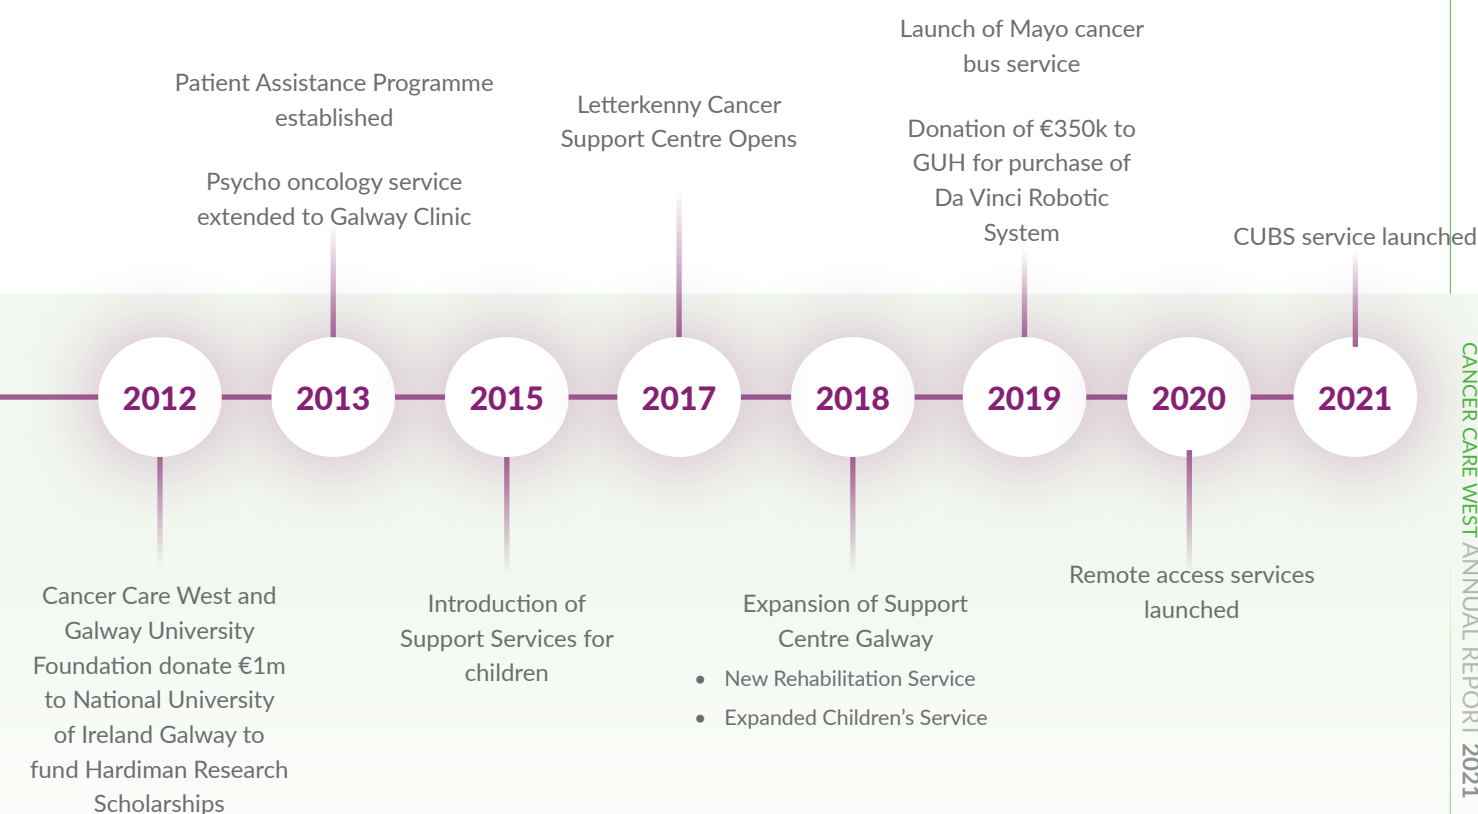 Launch of Mayo cancer
bus service
Donation of €350k to
GUH for purchase of
Da Vinci Robotic
System
Patient Assistance Programme
established
Psycho oncology service
extended to Galway Clinic
Letterkenny Cancer
Support Centre Opens
CUBS service launched
2012
2013
2015
2017
2018
2019
2020
2021
Cancer Care West and
Galway University
Foundation donate €1m
to National University
of Ireland Galway to
fund Hardiman Research
Scholarships
Introduction of
Support Services for
children
Expansion of Support
Centre Galway
• New Rehabilitation Service
• Expanded Children’s Service
Remote access services
launched
CANCER CARE WEST ANNUAL REPORT 2021